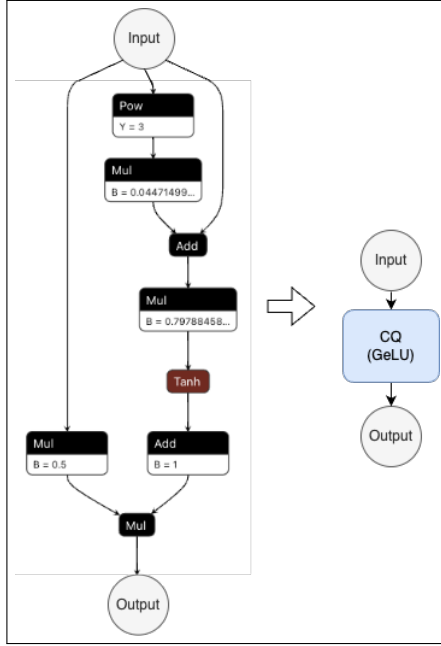 Input
Pow
Y = 3
Mul
B = 0.04471499...
Add
Mul
B = 0.79788458...
Tanh
Mul
B = 0.5
Add
B = 1
Mul
Output
Input
CQ
(GeLU)
Output